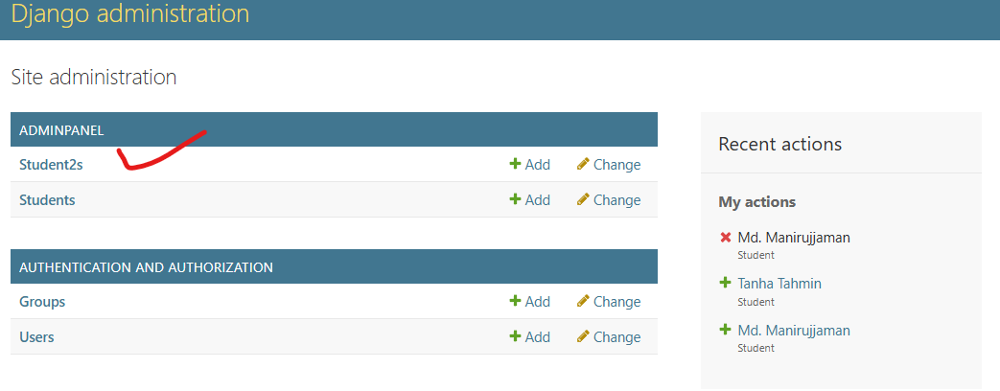 Django administration
Site administration
ADMINPANEL
Student2s Add Change
Students Add Change
AUTHENTICATION AND AUTHORIZATION
Groups Add Change
Users Add Change
Recent actions
My actions
Md. Manirujjaman
Student
Tanha Tahmin
Student
Md. Manirujjaman
Student